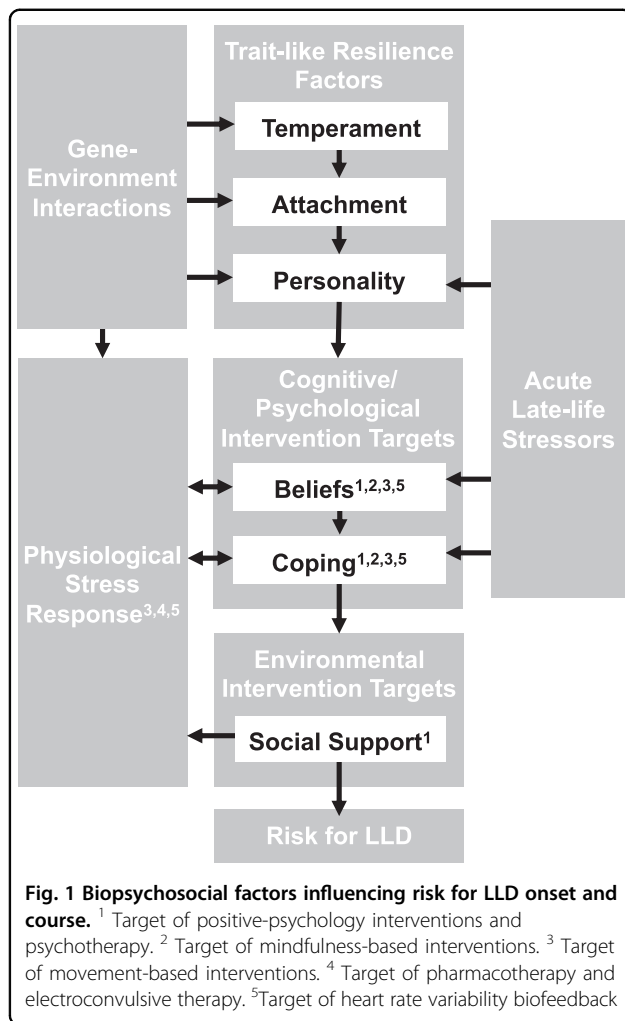 Trait-like Resilience
Factors
Temperament
Gene-
Environment
Interactions
Attachment
Personality
Cognitive/
Psychological
Intervention Targets
Acute
Late-life
Stressors
Beliefs1,2,3,5
Coping1,2,3,5
Physiological
Stress
Response3,4,5
Environmental
Intervention Targets
Social Support1
Risk for LLD
Fig. 1 Biopsychosocial factors influencing risk for LLD onset and
course. 1 Target of positive-psychology interventions and
psychotherapy. 2 Target of mindfulness-based interventions. 3 Target
of movement-based interventions. 4 Target of pharmacotherapy and
electroconvulsive therapy. 5Target of heart rate variability biofeedback